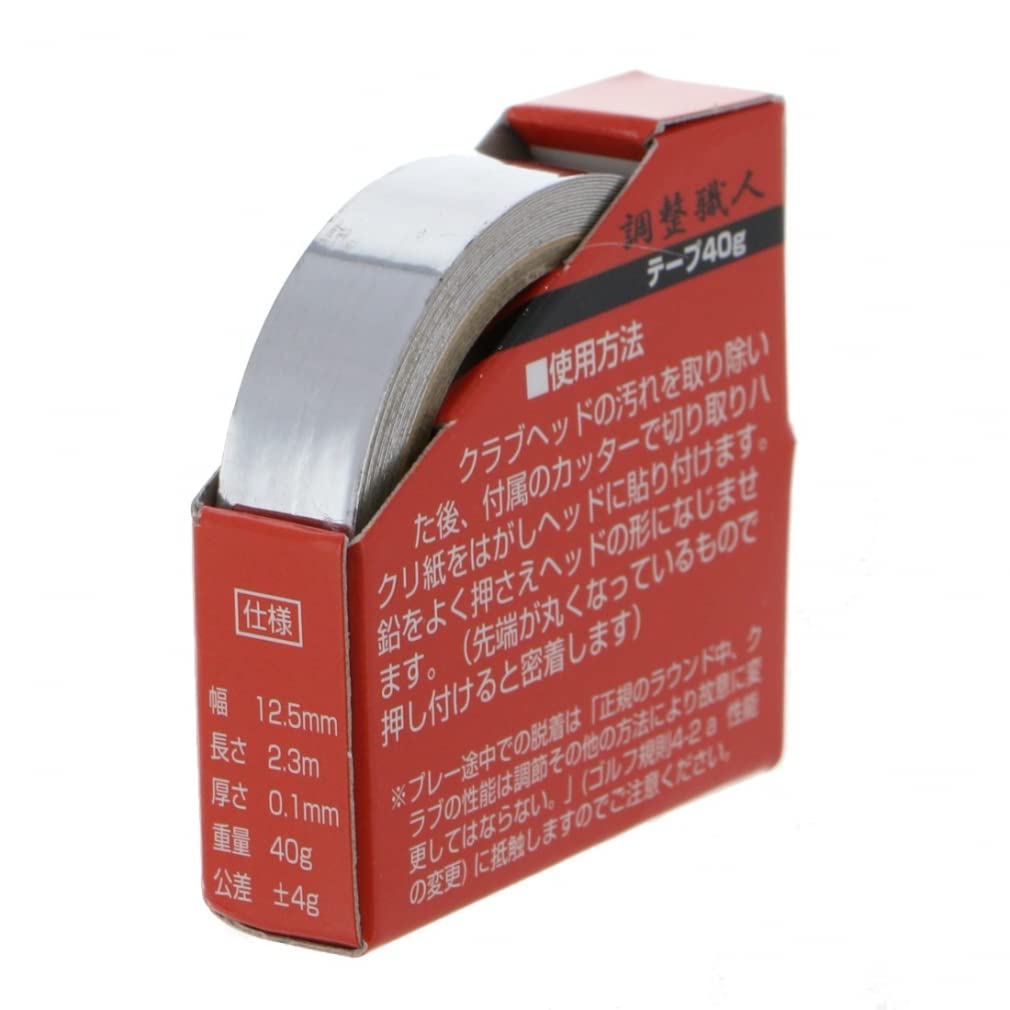 調整職人
テープ40g
■使用方法
クラブヘッドの汚れを取り除い
た後、付属のカッターで切り取りハ
クリ紙をはがしヘッドに貼り付けます。
鉛をよく押さえヘッドの形になじませ
ます。(先端が丸くなっているもので
押し付けると密着します)
※プレー途中での脱着は「正規のラウンド中、ク
ラブの性能は調節その他の方法により故意に変
更してはならない。」(ゴルフ規則4-2a 性能
の変更)に抵触しますのでご注意ください。
仕様
幅 12.5mm
長さ 2.3m
厚さ 0.1mm
重量 40g
公差 ±4g